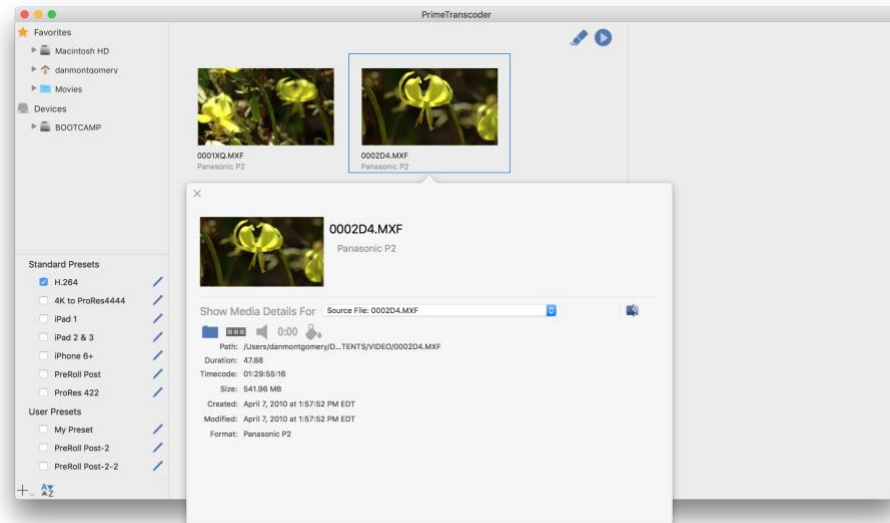 PrimeTranscoder
Favorites
Macintosh HD
danmontgomery
Movies
Devices
BOOTCAMP
0001XQ.MXF
Panasonic P2
0002D4.MXF
Panasonic P2
0002D4.MXF
Panasonic P2
Show Media Details For Source File: 0002D4.MXF
0:00
Path: /Users/danmontgomery/D...TENTS/VIDEO/0002D4.MXF
Duration: 47.88
Timecode: 01:29:55:16
Size: 541.96 MB
Created: April 7, 2010 at 1:57:52 PM EDT
Modified: April 7, 2010 at 1:57:52 PM EDT
Format: Panasonic P2
Standard Presets
H.264
4K to ProRes4444
iPad 1
iPad 2 & 3
iPhone 6+
PreRoll Post
ProRes 422
User Presets
My Preset
PreRoll Post-2
PreRoll Post-2-2
A
Z